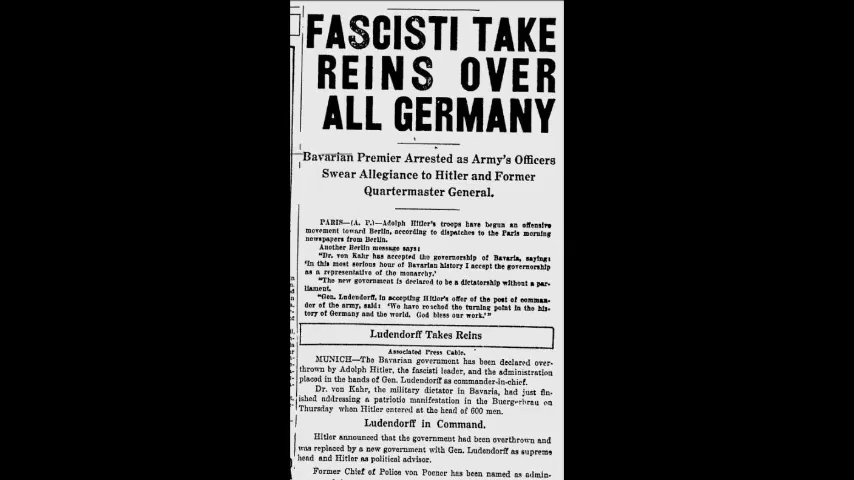 FASCISTI TAKE
REINS OVER
ALL GERMANY
Bavarian Premier Arrested as Army's Officers
Swear Allegiance to Hitler and Former
Quartermaster General.
PARIS—(A. P.)—Adolph Hitler's troops have begun an offensive
movement toward Berlin, according to dispatches to the Paris morning
newspapers from Berlin.
Another Berlin message says:
"Dr. von Kahr has accepted the governorship of Bavaria, saying:
'In this most serious hour of Bavarian history I accept the governorship
as a representative of the monarchy.'
"The new government is declared to be a dictatorship without a par-
liament.
"Gen. Ludendorff, in accepting Hitler's offer of the post of comman-
der of the army, said: 'We have reached the turning point in the his-
tory of Germany and the world. God bless our work.'"
Ludendorff Takes Reins
Associated Press Cable.
MUNICH—The Bavarian government has been declared over-
thrown by Adolph Hitler, the fascisti leader, and the administration
placed in the hands of Gen. Ludendorff as commander-in-chief.
Dr. von Kahr, the military dictator in Bavaria, had just fin-
ished addressing a patriotic manifestation in the Buergerbrau on
Thursday when Hitler entered at the head of 600 men.
Ludendorff in Command.
Hitler announced that the government had been overthrown and
was replaced by a new government with Gen. Ludendorff as supreme
head and Hitler as political advisor.
Former Chief of Police von Poener has been named as admin-